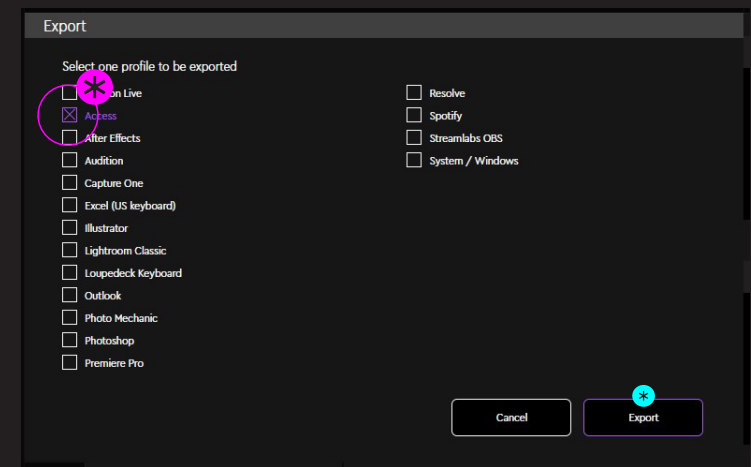 Export
Select one profile to be exported
on Live
Access
After Effects
Audition
Capture One
Excel (US keyboard)
Illustrator
Lightroom Classic
Loupedeck Keyboard
Outlook
Photo Mechanic
Photoshop
Premiere Pro
Resolve
Spotify
Streamlabs OBS
System / Windows
Cancel
Export